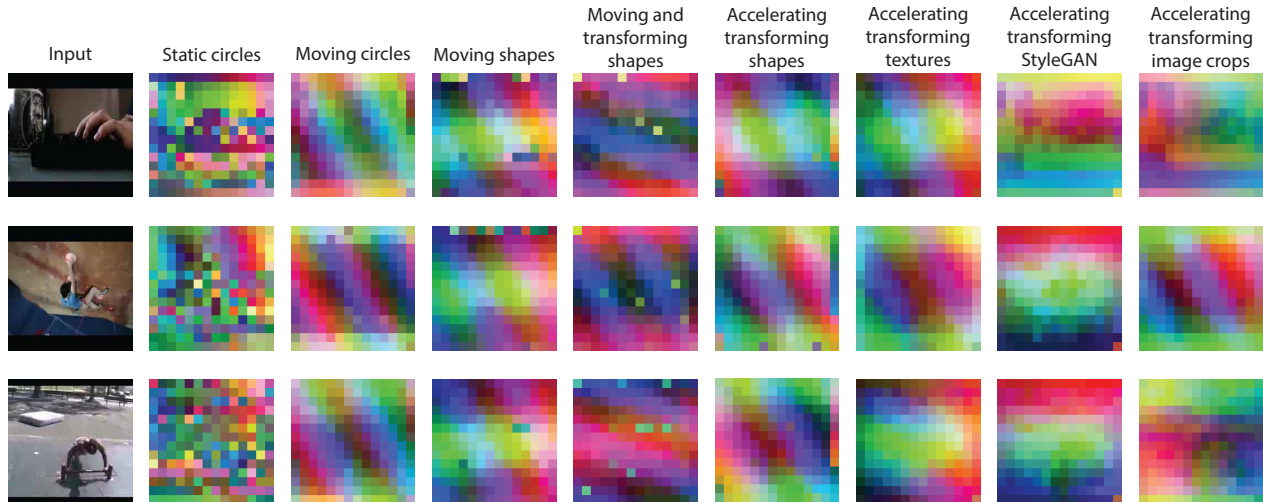 Input
Static circles
Moving circles
Moving shapes
Moving and
transforming
shapes
Accelerating
transforming
shapes
Accelerating
transforming
textures
Accelerating
transforming
StyleGAN
Accelerating
transforming
image crops